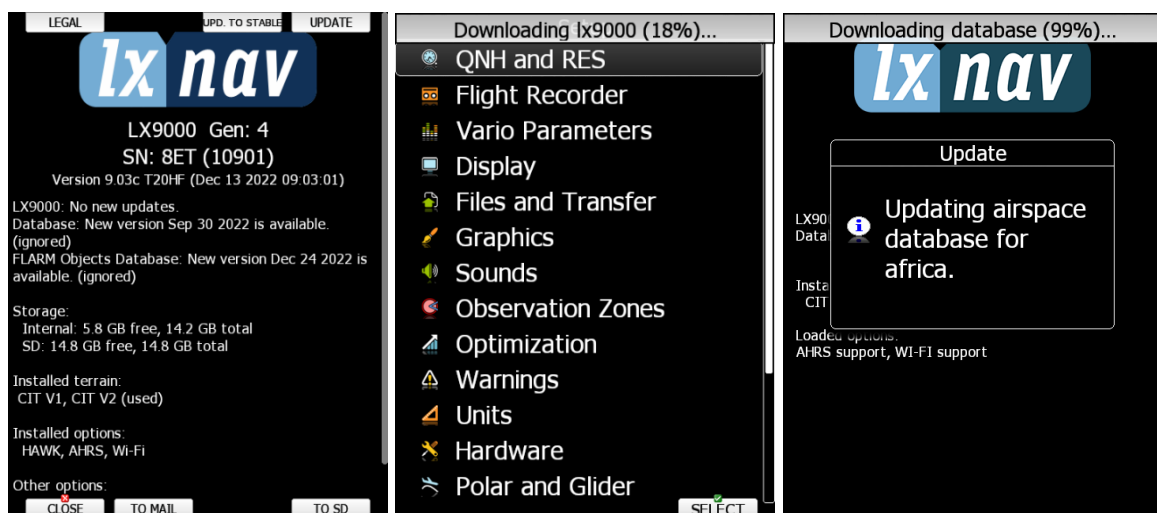 LEGAL
UPD. TO STABLE
UPDATE
lx nav
LX9000 Gen: 4
SN: 8ET (10901)
Version 9.03c T20HF (Dec 13 2022 09:03:01)
LX9000: No new updates.
Database: New version Sep 30 2022 is available.
(ignored)
FLARM Objects Database: New version Dec 24 2022 is
available. (ignored)
Storage:
Internal: 5.8 GB free, 14.2 GB total
SD: 14.8 GB free, 14.8 GB total
Installed terrain:
CIT V1, CIT V2 (used)
Installed options:
HAWK, AHRS, Wi-Fi
Other options:
CLOSE
TO MAIL
TO SD
Downloading lx9000 (18%)...
QNH and RES
Flight Recorder
Vario Parameters
Display
Files and Transfer
Graphics
Sounds
Observation Zones
Optimization
Warnings
Units
Hardware
Polar and Glider
SELECT
Downloading database (99%)...
lx nav
Update
Updating airspace
database for
africa.
LX90
Data
Insta
CIT
Loaded options:
AHRS support, WI-FI support